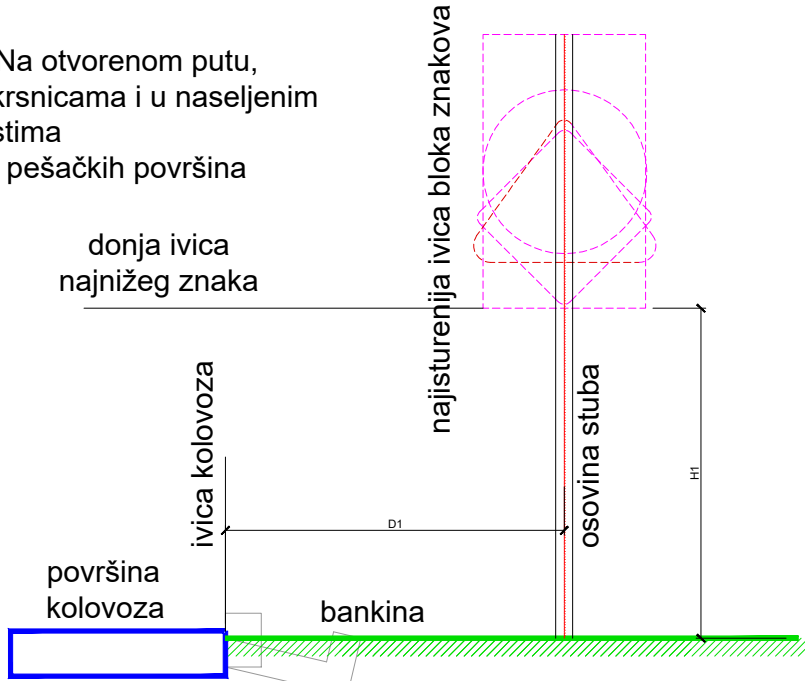 Na otvorenom putu,
krsnicama i u naseljenim
stima
pešačkih površina
donja ivica
najnižeg znaka
najisturenija ivica bloka znakova
ivica kolovoza
osovina stuba
H1
D1
površina
kolovoza
bankina